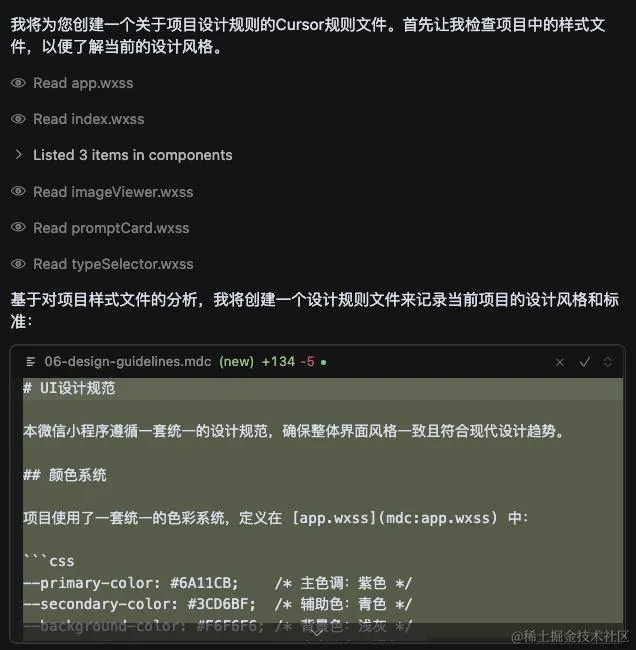 我将为您创建一个关于项目设计规则的Cursor规则文件。首先让我检查项目中的样式文
件，以便了解当前的设计风格。
Read app.wxss
Read index.wxss
Listed 3 items in components
Read imageViewer.wxss
Read promptCard.wxss
Read typeSelector.wxss
基于对项目样式文件的分析，我将创建一个设计规则文件来记录当前项目的设计风格和标
准：
06-design-guidelines.mdc (new) +134 -5
# UI设计规范
本微信小程序遵循一套统一的设计规范，确保整体界面风格一致且符合现代设计趋势。
## 颜色系统
项目使用了一套统一的色彩系统，定义在 [app.wxss](mdc:app.wxss) 中：
```css
--primary-color: #6A11CB; /* 主色调：紫色 */
--secondary-color: #3CD6BF; /* 辅助色：青色 */
--background-color: #F6F6F6; /* 背景色：浅灰 */
@稀土掘金技术社区